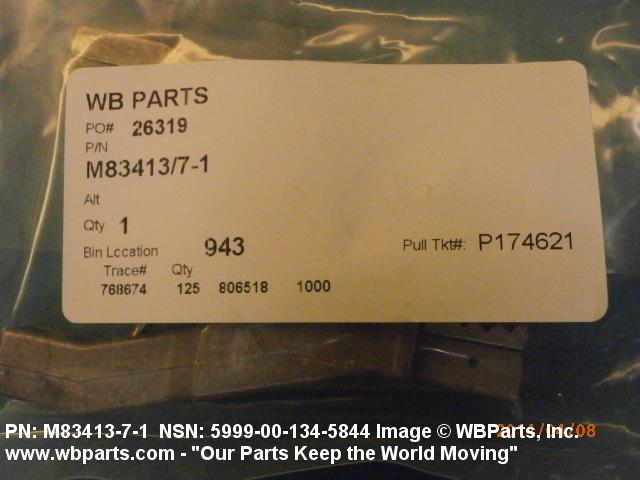 WB PARTS
PO# 26319
P/N
M83413/7-1
Alt
Qty 1
Bin Location 943 Pull Tkt#: P174621
Trace# Qty
768674 125 806518 1000
PN: M83413-7-1 NSN: 5999-00-134-5844 Image © WBParts, Inc.
www.wbparts.com - "Our Parts Keep the World Moving"